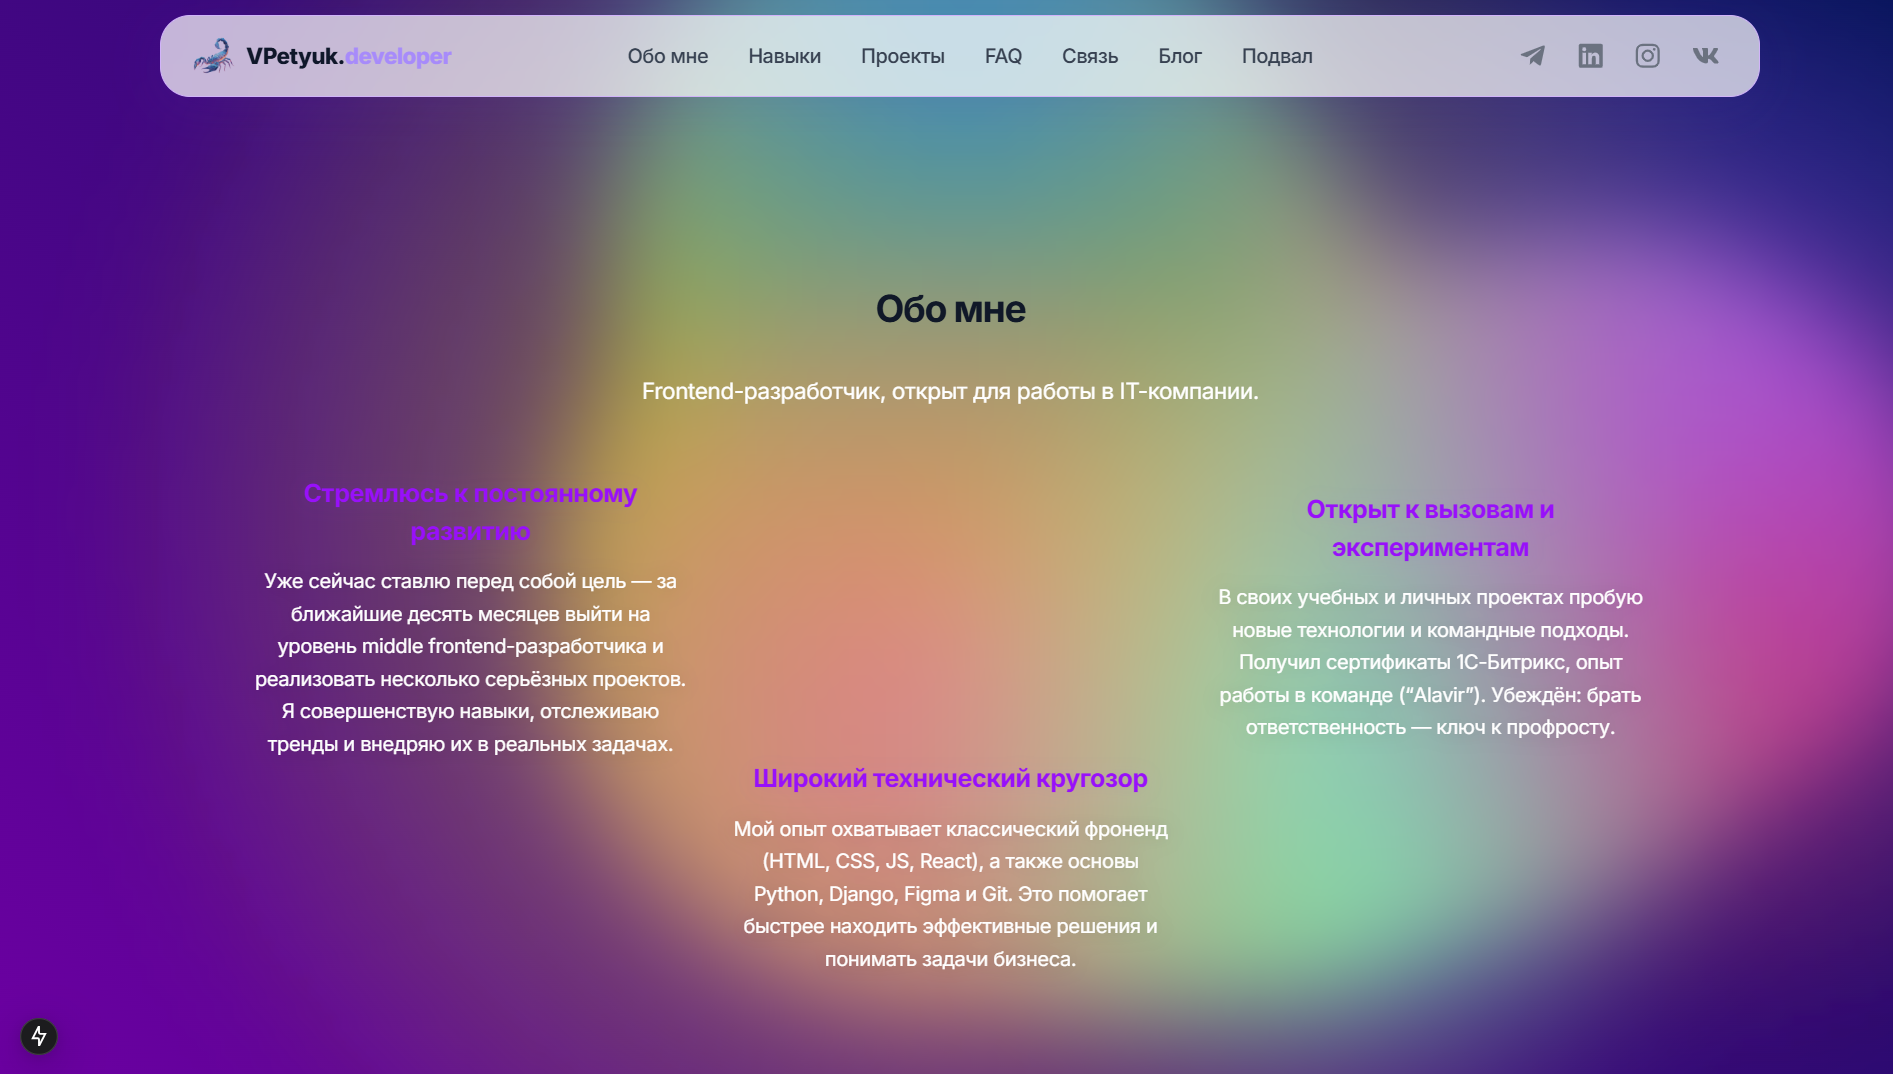 VPetyuk.developer
Обо мне Навыки Проекты FAQ Связь Блог Подвал
Обо мне
Frontend-разработчик, открыт для работы в IT-компании.
Стремлюсь к постоянному
развитию
Уже сейчас ставлю перед собой цель — за
ближайшие десять месяцев выйти на
уровень middle frontend-разработчика и
реализовать несколько серьёзных проектов.
Я совершенствую навыки, отслеживаю
тренды и внедряю их в реальных задачах.
Широкий технический кругозор
Мой опыт охватывает классический фроненд
(HTML, CSS, JS, React), а также основы
Python, Django, Figma и Git. Это помогает
быстрее находить эффективные решения и
понимать задачи бизнеса.
Открыт к вызовам и
экспериментам
В своих учебных и личных проектах пробую
новые технологии и командные подходы.
Получил сертификаты 1С-Битрикс, опыт
работы в команде (“Alavir”). Убеждён: брать
ответственность — ключ к профросту.